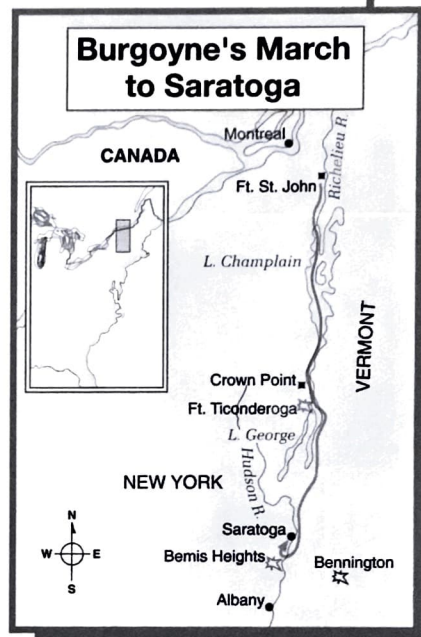 Burgoyne's March
to Saratoga
Montreal
CANADA
Richelieu R.
Ft. St. John
L. Champlain
VERMONT
Crown Point
Ft. Ticonderoga
L. George
Hudson R.
NEW YORK
N
W
E
S
Saratoga
Bemis Heights
Bennington
Albany